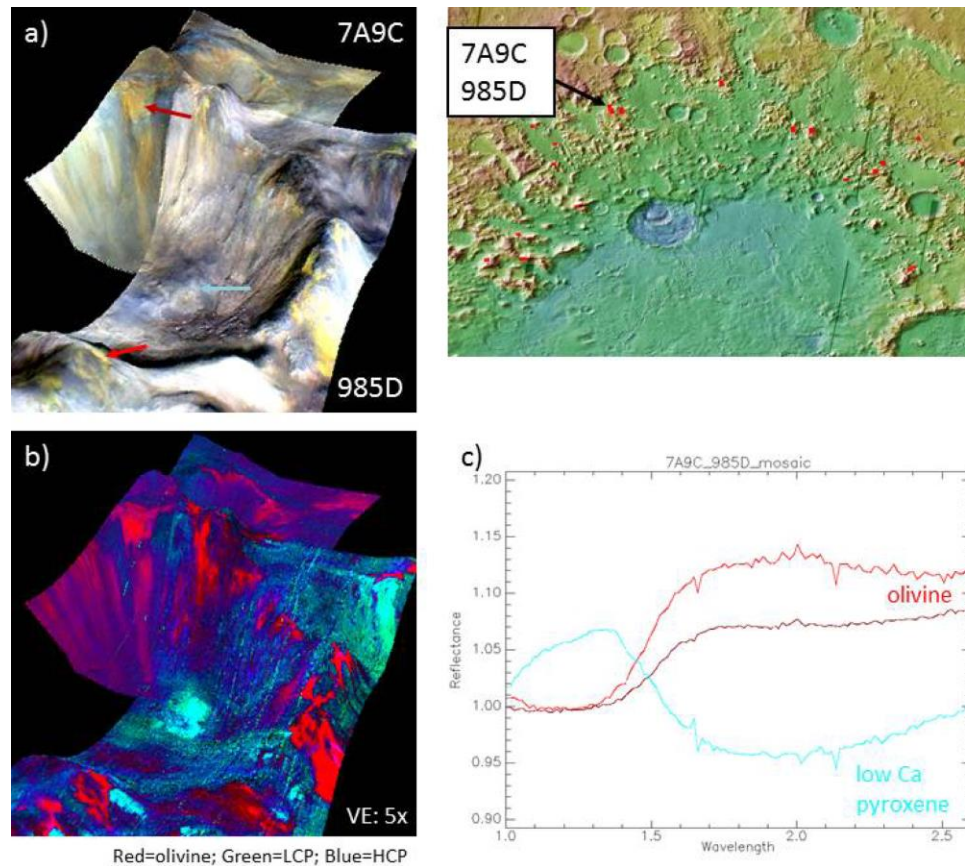 a)
7A9C
985D
7A9C
985D
b)
VE: 5x
Red=olivine; Green=LCP; Blue=HCP
c)
7A9C_985D_mosaic
1.20
1.15
1.10
1.05
1.00
0.95
0.90
Reflectance
olivine
low Ca
pyroxene
1.0
1.5
2.0
2.5
Wavelength